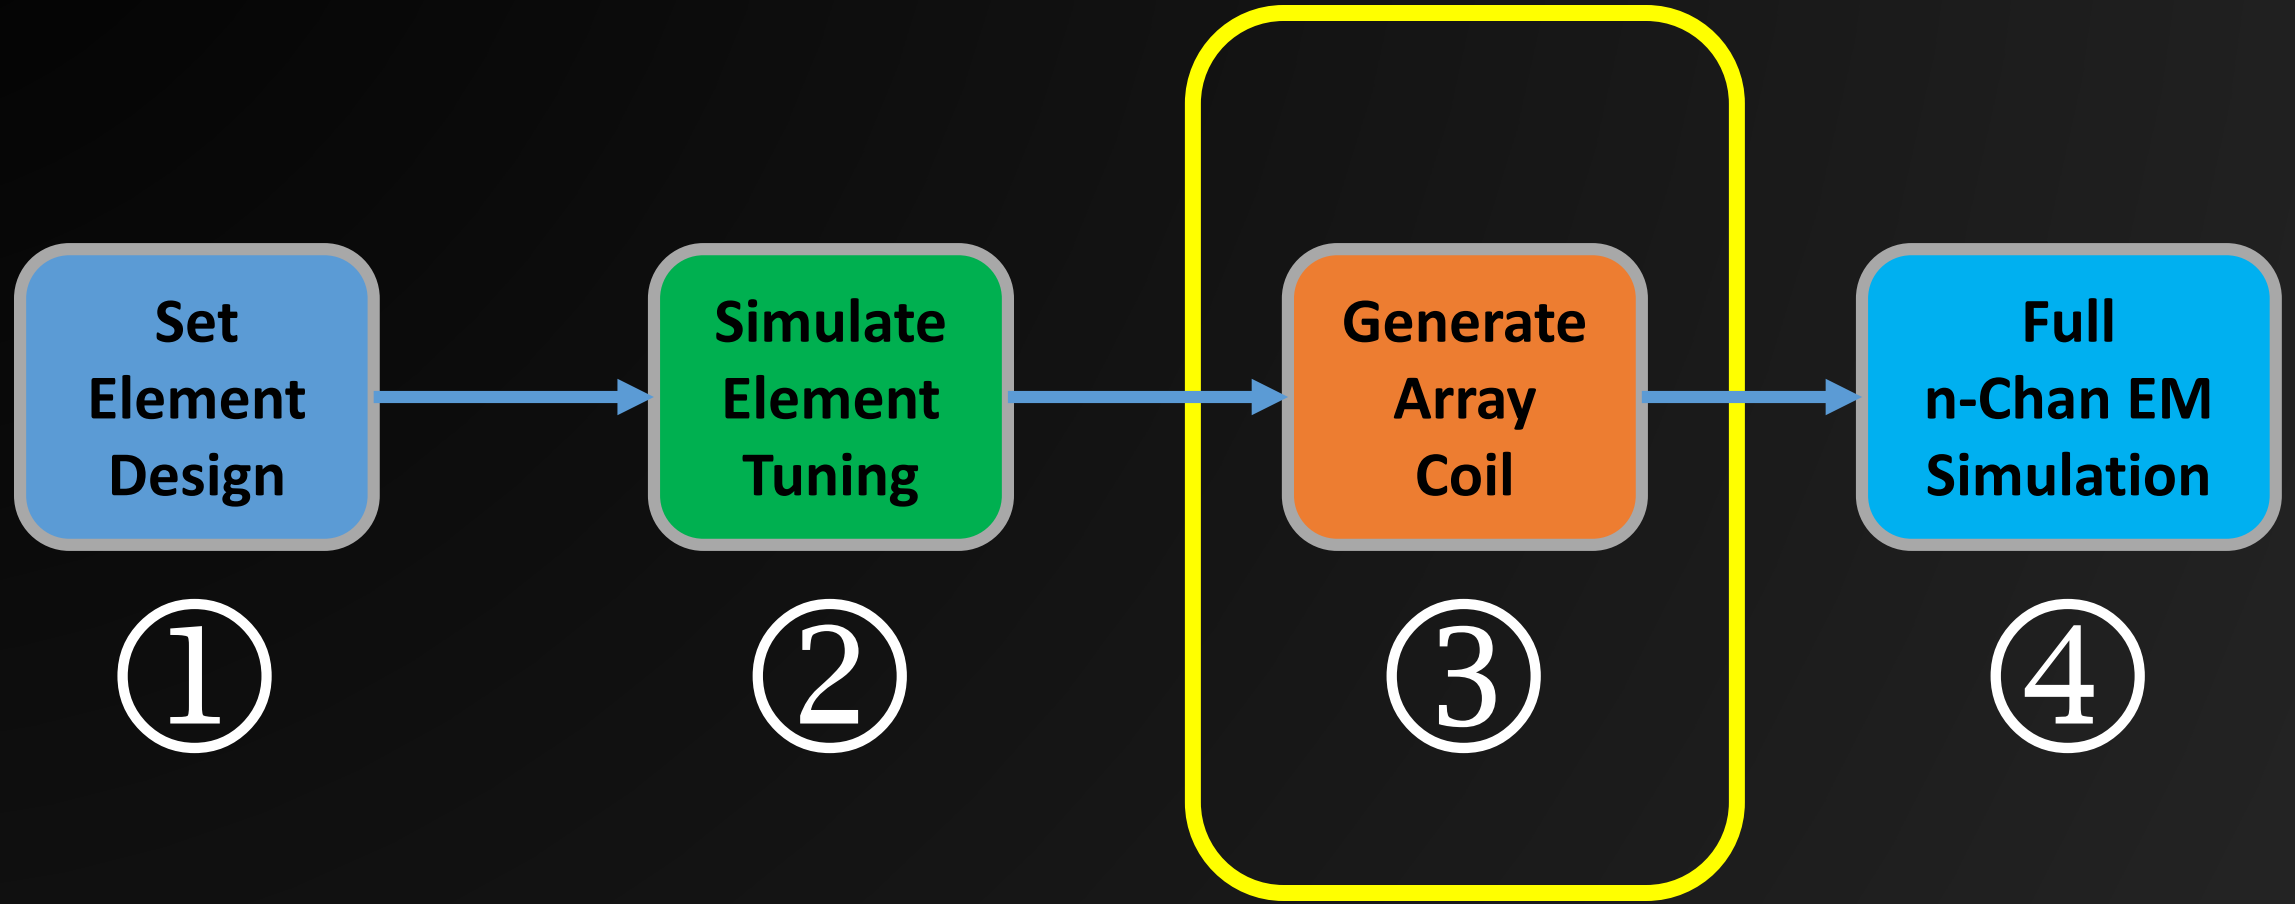 Set
Element
Design
Simulate
Element
Tuning
Generate
Array
Coil
Full
n-Chan EM
Simulation
①
②
③
④